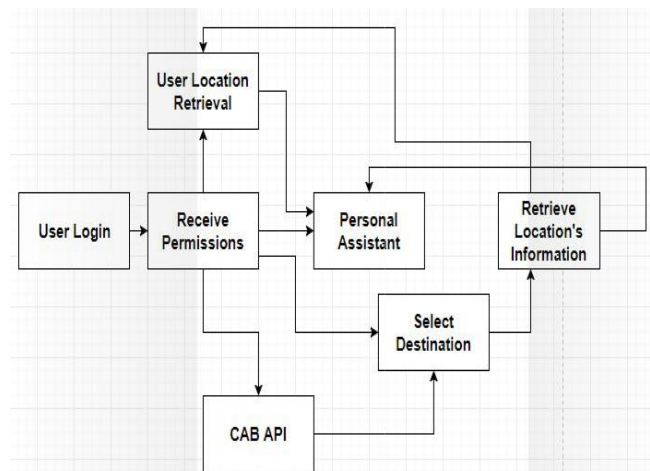 User Location
Retrieval
User Login
Receive
Permissions
Personal
Assistant
Retrieve
Location's
Information
Select
Destination
CAB API